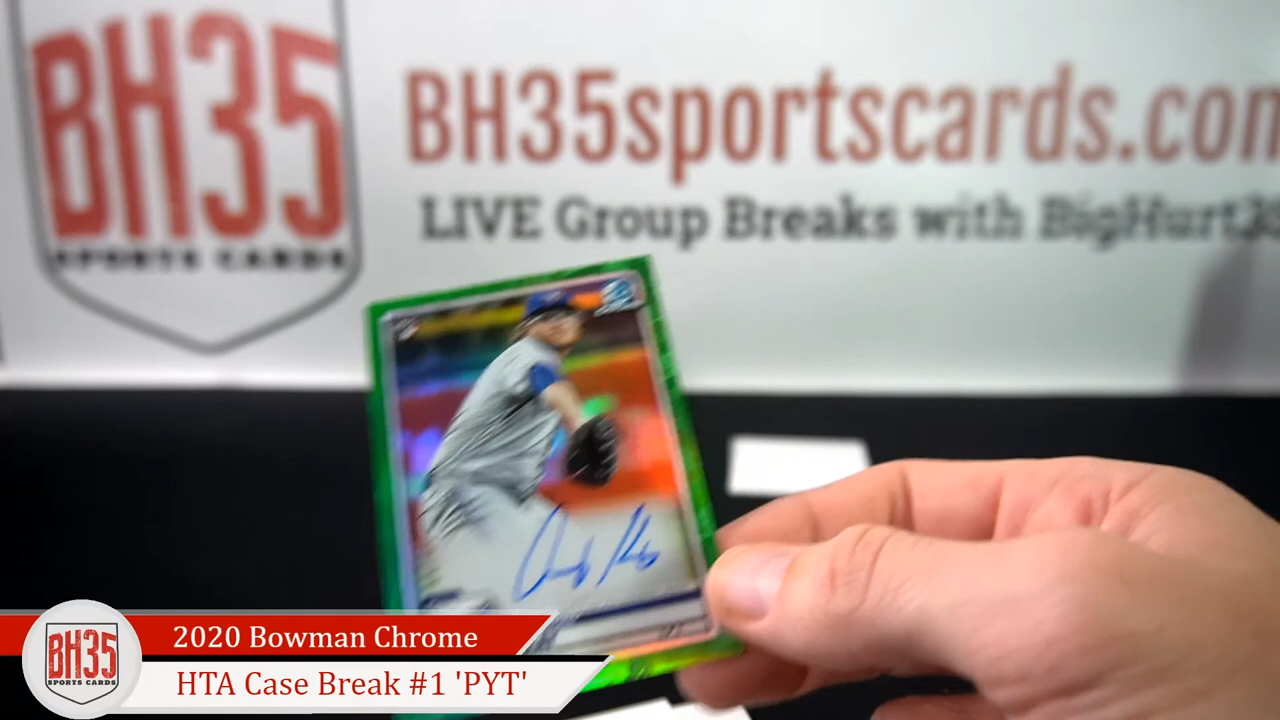 BH35
SPORTS CARDS
BH35sportscards.com
LIVE Group Breaks with BigHurt35
2020 Bowman Chrome
HTA Case Break #1 'PYT'
BH35
SPORTS CARDS